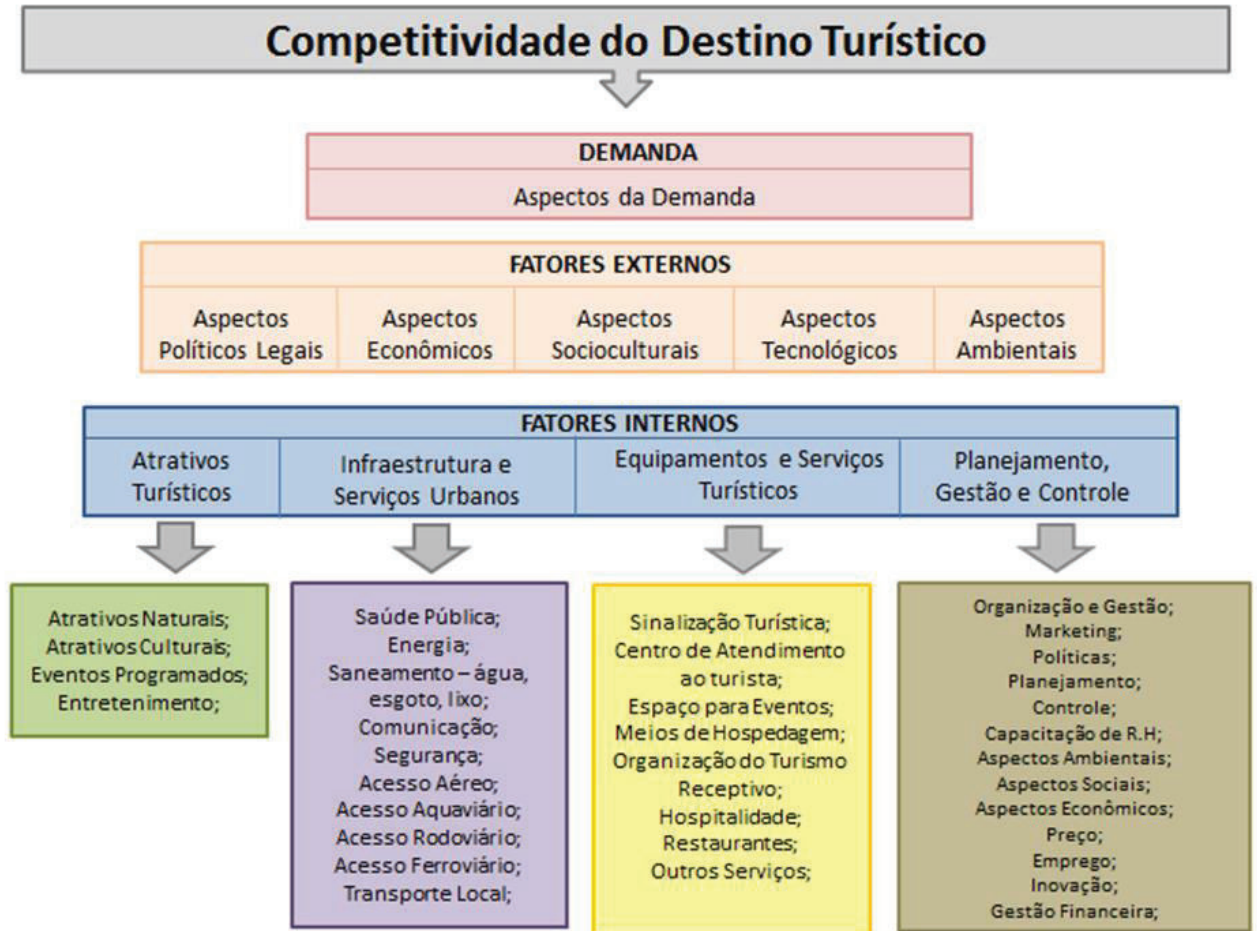 Competitividade do Destino Turístico
DEMANDA
Aspectos da Demanda
FATORES EXTERNOS
Aspectos
Políticos Legais
Aspectos
Econômicos
Aspectos
Socioculturais
Aspectos
Tecnológicos
Aspectos
Ambientais
FATORES INTERNOS
Atrativos
Turísticos
Infraestrutura e
Serviços Urbanos
Equipamentos e Serviços
Turísticos
Planejamento,
Gestão e Controle
Atrativos Naturais;
Atrativos Culturais;
Eventos Programados;
Entretenimento;
Saúde Pública;
Energia;
Saneamento – água,
esgoto, lixo;
Comunicação;
Segurança;
Acesso Aéreo;
Acesso Aquaviário;
Acesso Rodoviário;
Acesso Ferroviário;
Transporte Local;
Sinalização Turística;
Centro de Atendimento
ao turista;
Espaço para Eventos;
Meios de Hospedagem;
Organização do Turismo
Receptivo;
Hospitalidade;
Restaurantes;
Outros Serviços;
Organização e Gestão;
Marketing;
Políticas;
Planejamento;
Controle;
Capacitação de R.H;
Aspectos Ambientais;
Aspectos Sociais;
Aspectos Econômicos;
Preço;
Emprego;
Inovação;
Gestão Financeira;